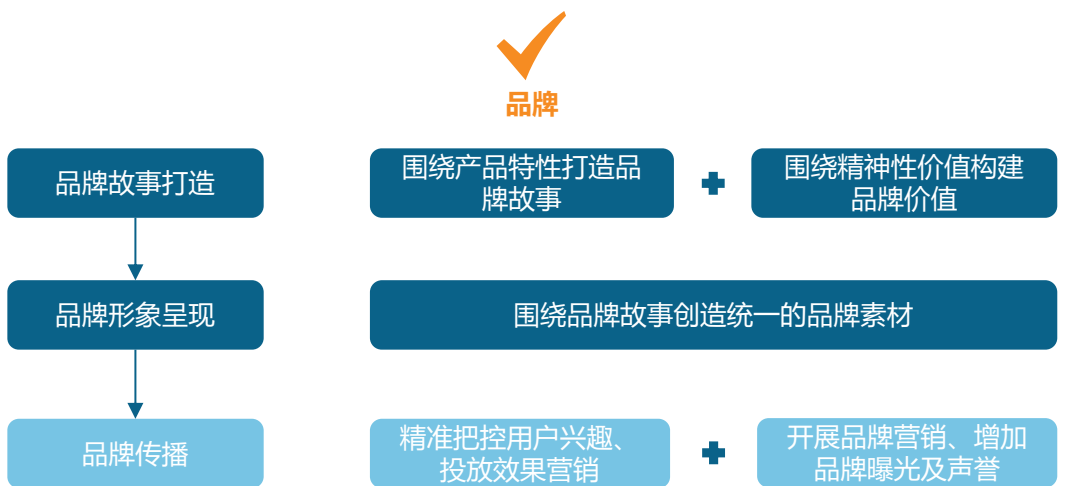 品牌
品牌故事打造
围绕产品特性打造品
牌故事
围绕精神性价值构建
品牌价值
品牌形象呈现
围绕品牌故事创造统一的品牌素材
品牌传播
精准把控用户兴趣、
投放效果营销
开展品牌营销、增加
品牌曝光及声誉